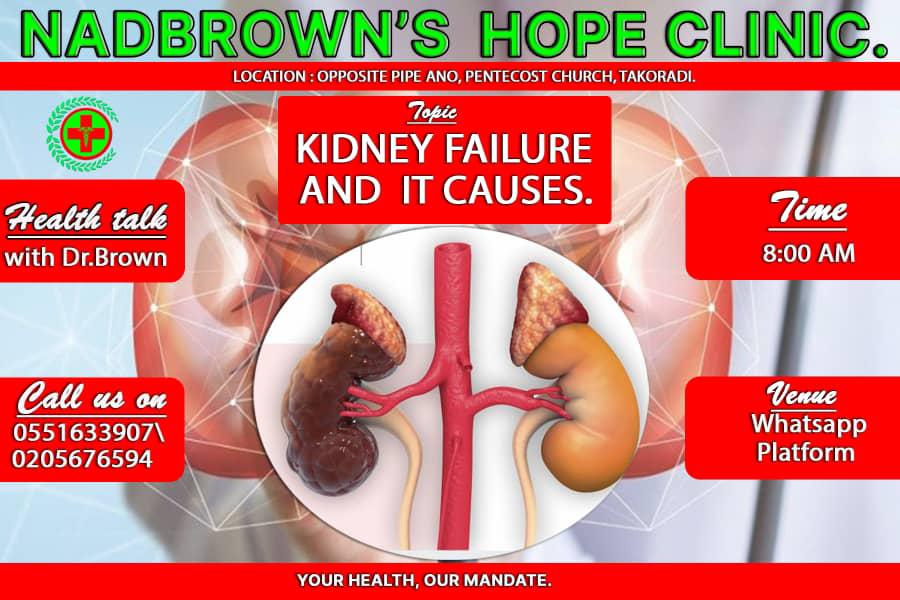 NADBROWN'S HOPE CLINIC.
LOCATION : OPPOSITE PIPE ANO, PENTECOST CHURCH, TAKORADI.
Topic
KIDNEY FAILURE
AND IT CAUSES.
Health talk
with Dr.Brown
Time
8:00 AM
Call us on
0551633907\
0205676594
Venue
Whatsapp
Platform
YOUR HEALTH, OUR MANDATE.